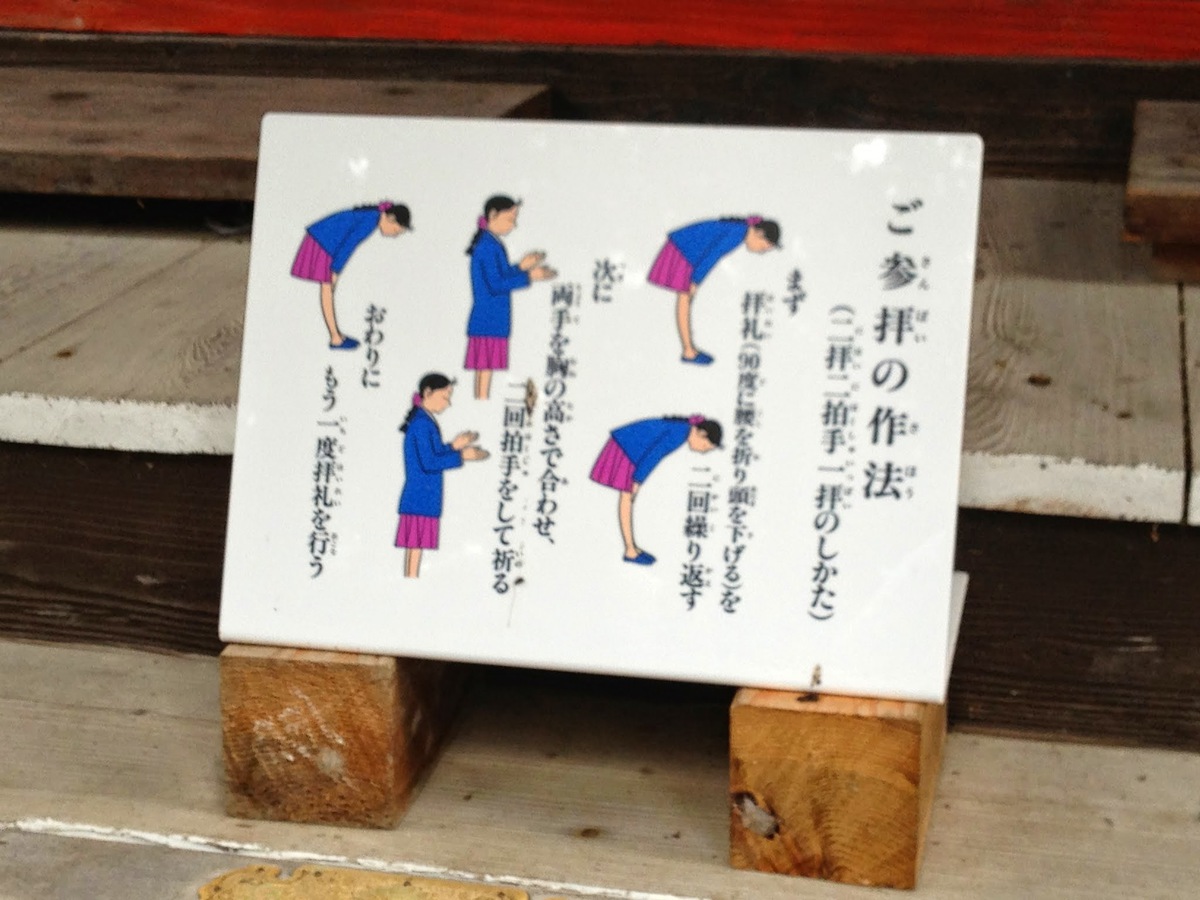 ご参拝の作法
(二拝二拍手一拝のしかた)
まず
拝礼(90度に腰を折り頭を下げる)を
二回繰り返す
次に
両手を胸の高さで合わせ、
二回拍手をして祈る
おわりに
もう一度拝礼を行う